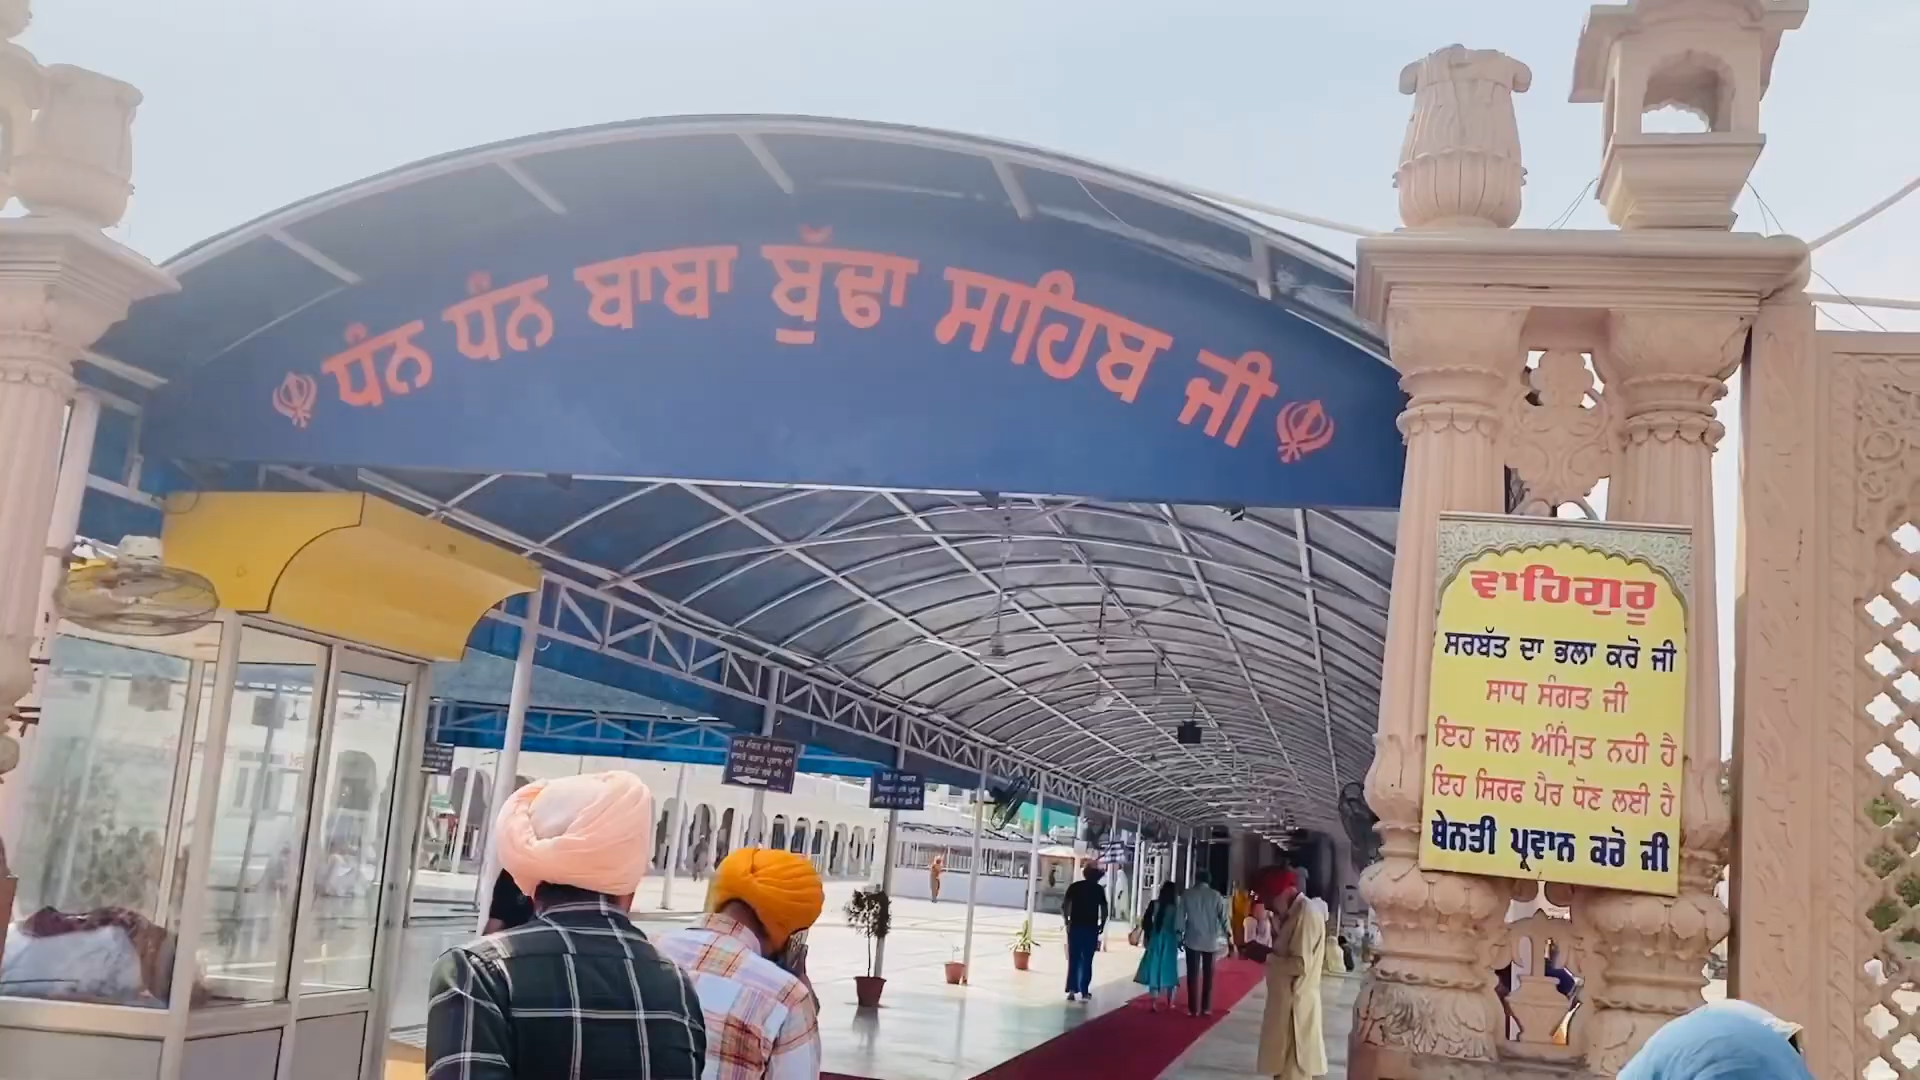 ਧੰਨ ਧੰਨ ਬਾਬਾ ਬੁੱਢਾ ਸਾਹਿਬ ਜੀ
ਵਾਹਿਗੁਰੂ
ਸਰਬੱਤ ਦਾ ਭਲਾ ਕਰੋ ਜੀ
ਸਾਧ ਸੰਗਤ ਜੀ
ਇਹ ਜਲ ਅੰਮ੍ਰਿਤ ਨਹੀ ਹੈ
ਇਹ ਸਿਰਫ ਪੈਰ ਧੋਣ ਲਈ ਹੈ
ਬੇਨਤੀ ਪ੍ਰਵਾਨ ਕਰੋ ਜੀ